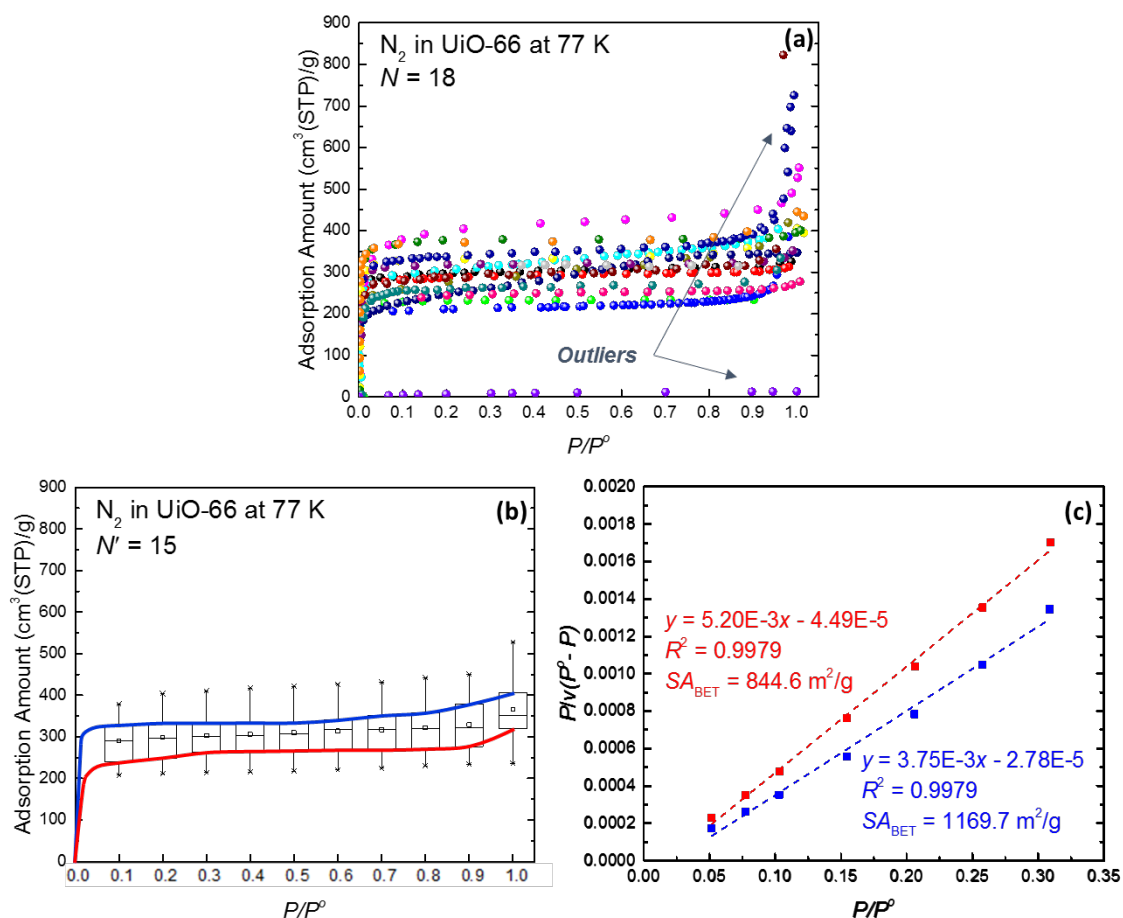 (a)
N₂ in UiO-66 at 77 K
N = 18
Outliers
Adsorption Amount (cm³(STP)/g)
900
800
700
600
500
400
300
200
100
0
0.0 0.1 0.2 0.3 0.4 0.5 0.6 0.7 0.8 0.9 1.0
P/Pᴼ
(b)
N₂ in UiO-66 at 77 K
N′ = 15
Adsorption Amount (cm³(STP)/g)
900
800
700
600
500
400
300
200
100
0
0.0 0.1 0.2 0.3 0.4 0.5 0.6 0.7 0.8 0.9 1.0
P/Pᴼ
(c)
P/v(Pᴼ- P)
0.0020
0.0018
0.0016
0.0014
0.0012
0.0010
0.0008
0.0006
0.0004
0.0002
0.0000
y = 5.20E-3x - 4.49E-5
R² = 0.9979
SA_BET = 844.6 m²/g
y = 3.75E-3x - 2.78E-5
R² = 0.9979
SA_BET = 1169.7 m²/g
0.00 0.05 0.10 0.15 0.20 0.25 0.30 0.35
P/Pᴼ